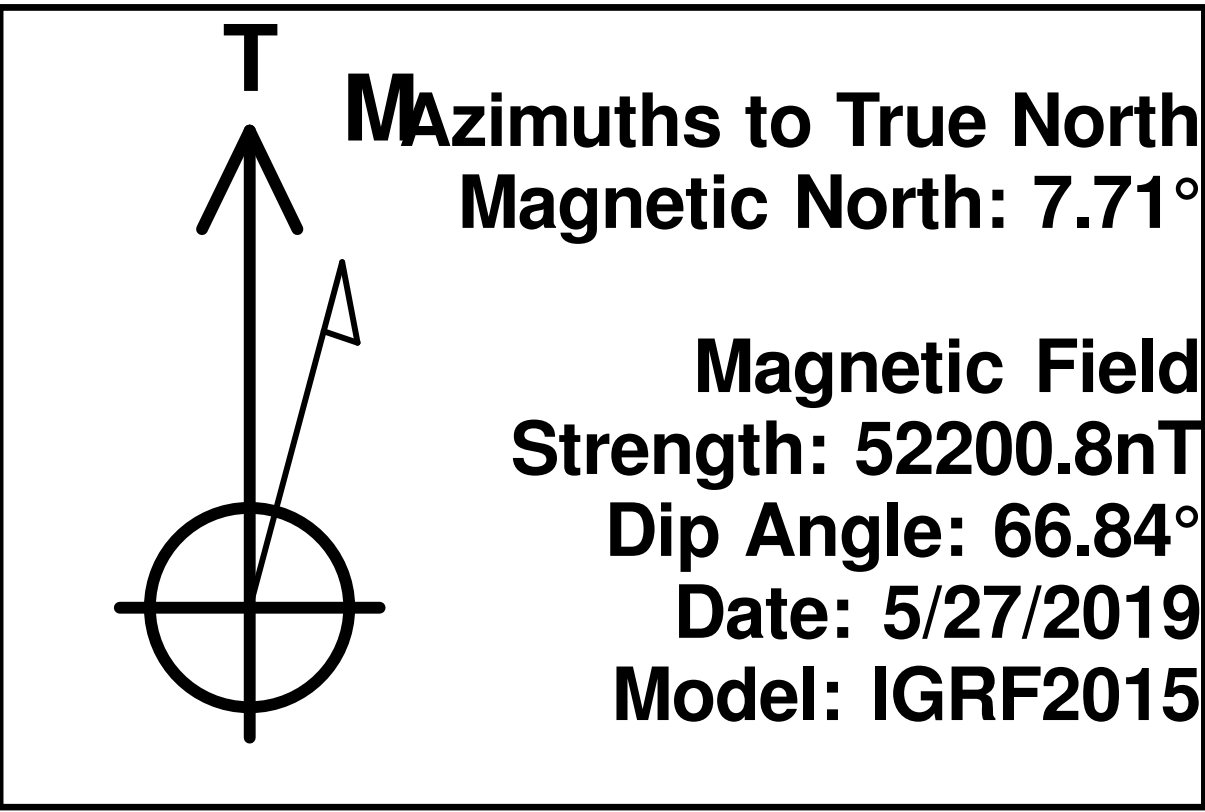 T
M
Azimuths to True North
Magnetic North: 7.71°
Magnetic Field
Strength: 52200.8nT
Dip Angle: 66.84°
Date: 5/27/2019
Model: IGRF2015